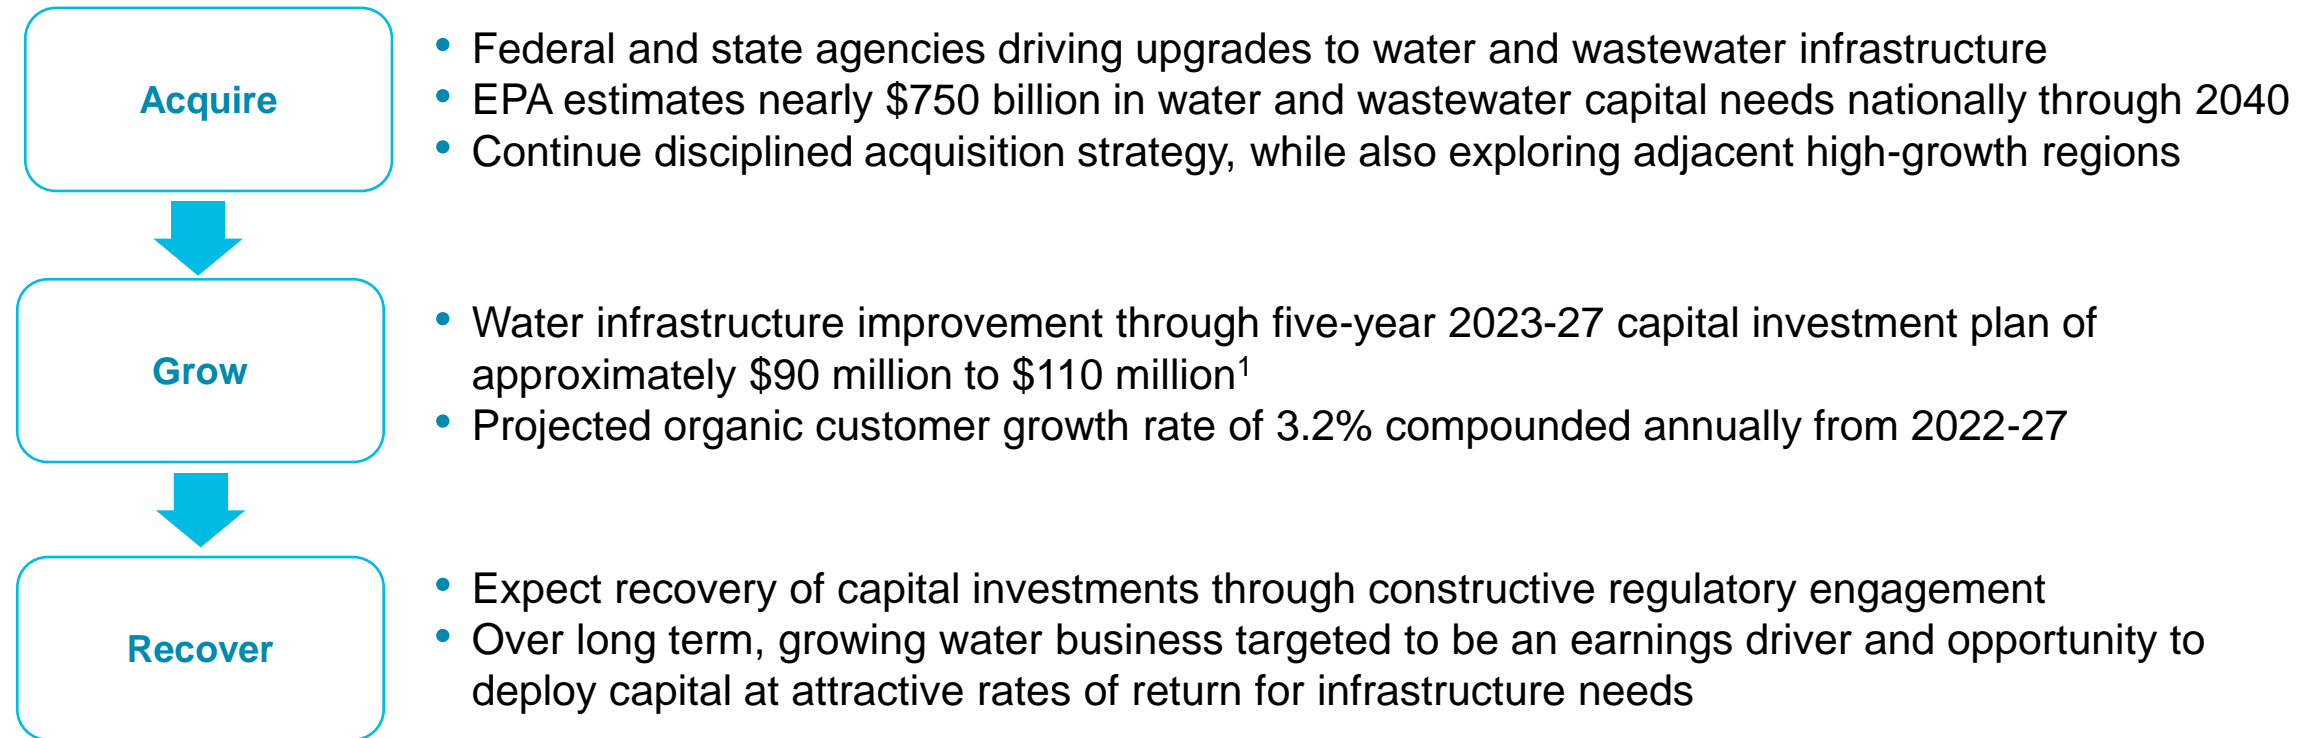 Acquire
• Federal and state agencies driving upgrades to water and wastewater infrastructure
• EPA estimates nearly $750 billion in water and wastewater capital needs nationally through 2040
• Continue disciplined acquisition strategy, while also exploring adjacent high-growth regions
Grow
• Water infrastructure improvement through five-year 2023-27 capital investment plan of
approximately $90 million to $110 million¹
• Projected organic customer growth rate of 3.2% compounded annually from 2022-27
Recover
• Expect recovery of capital investments through constructive regulatory engagement
• Over long term, growing water business targeted to be an earnings driver and opportunity to
deploy capital at attractive rates of return for infrastructure needs